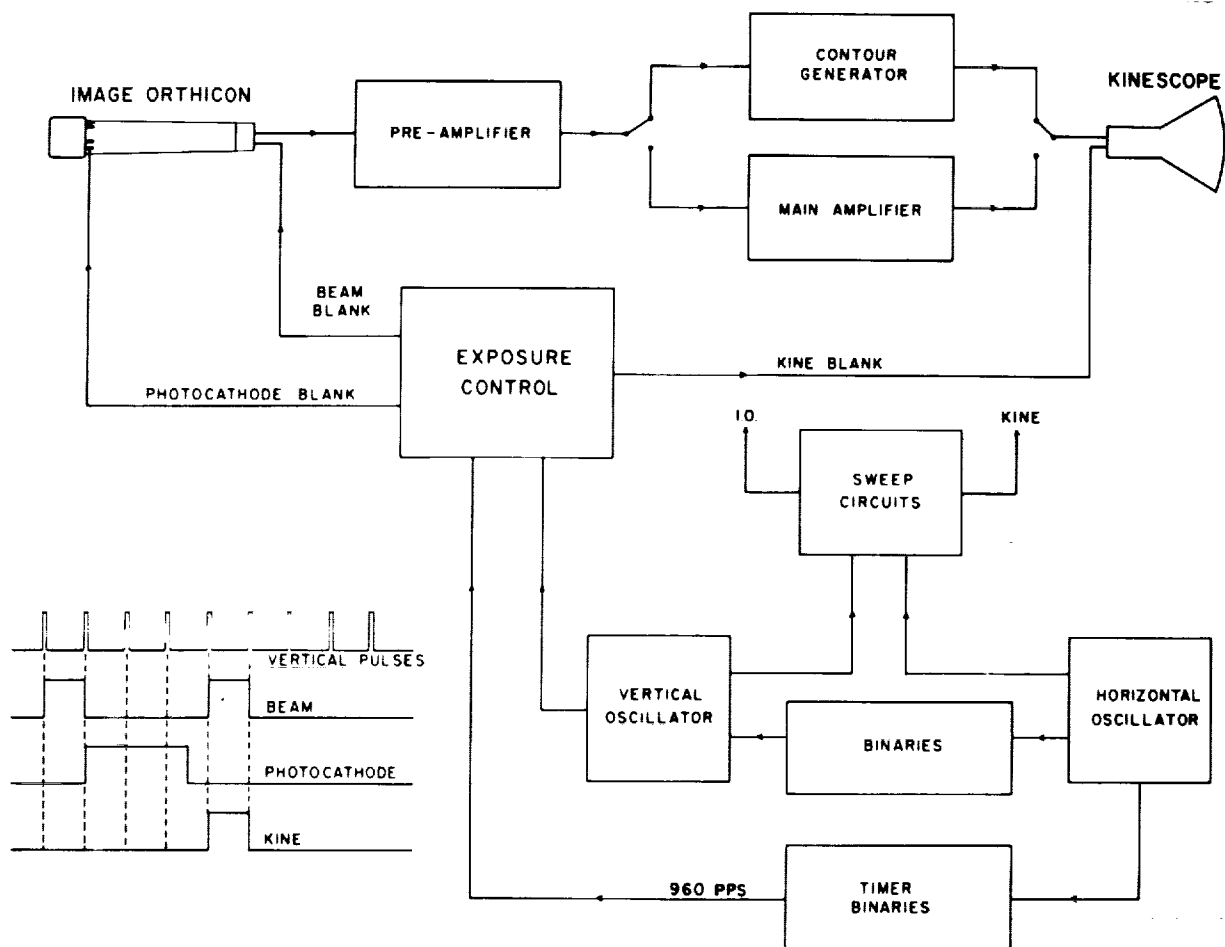 CONTOUR
GENERATOR
KINESCOPE
IMAGE ORTHICON
PRE-AMPLIFIER
MAIN AMPLIFIER
BEAM
BLANK
EXPOSURE
CONTROL
KINE BLANK
PHOTOCATHODE BLANK
I.O.
KINE
SWEEP
CIRCUITS
VERTICAL PULSES
VERTICAL
OSCILLATOR
HORIZONTAL
OSCILLATOR
BEAM
BINARIES
PHOTOCATHODE
KINE
960 PPS
TIMER
BINARIES